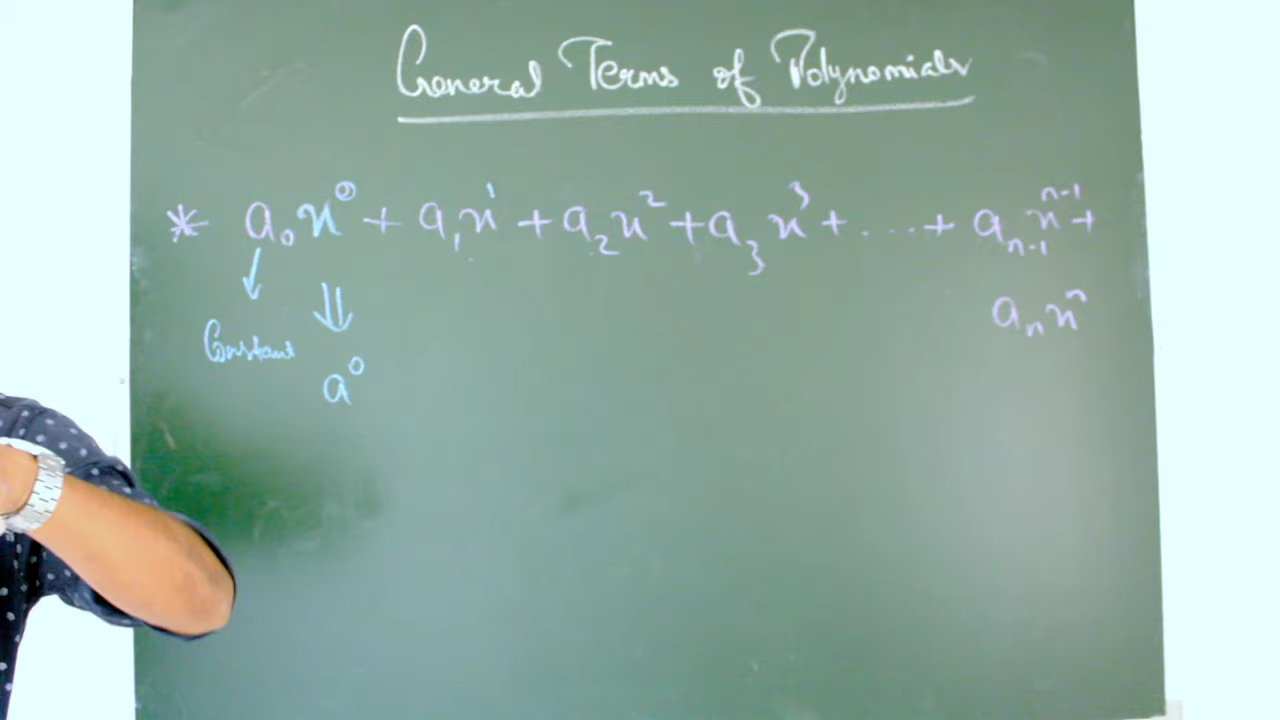 General Terms of Polynomials
* a₀x⁰ + a₁x¹ + a₂x² + a₃x³ + ....+ aₙ₋₁xⁿ⁻¹ +
aₙxⁿ
↓ ⇓
Constant
a⁰